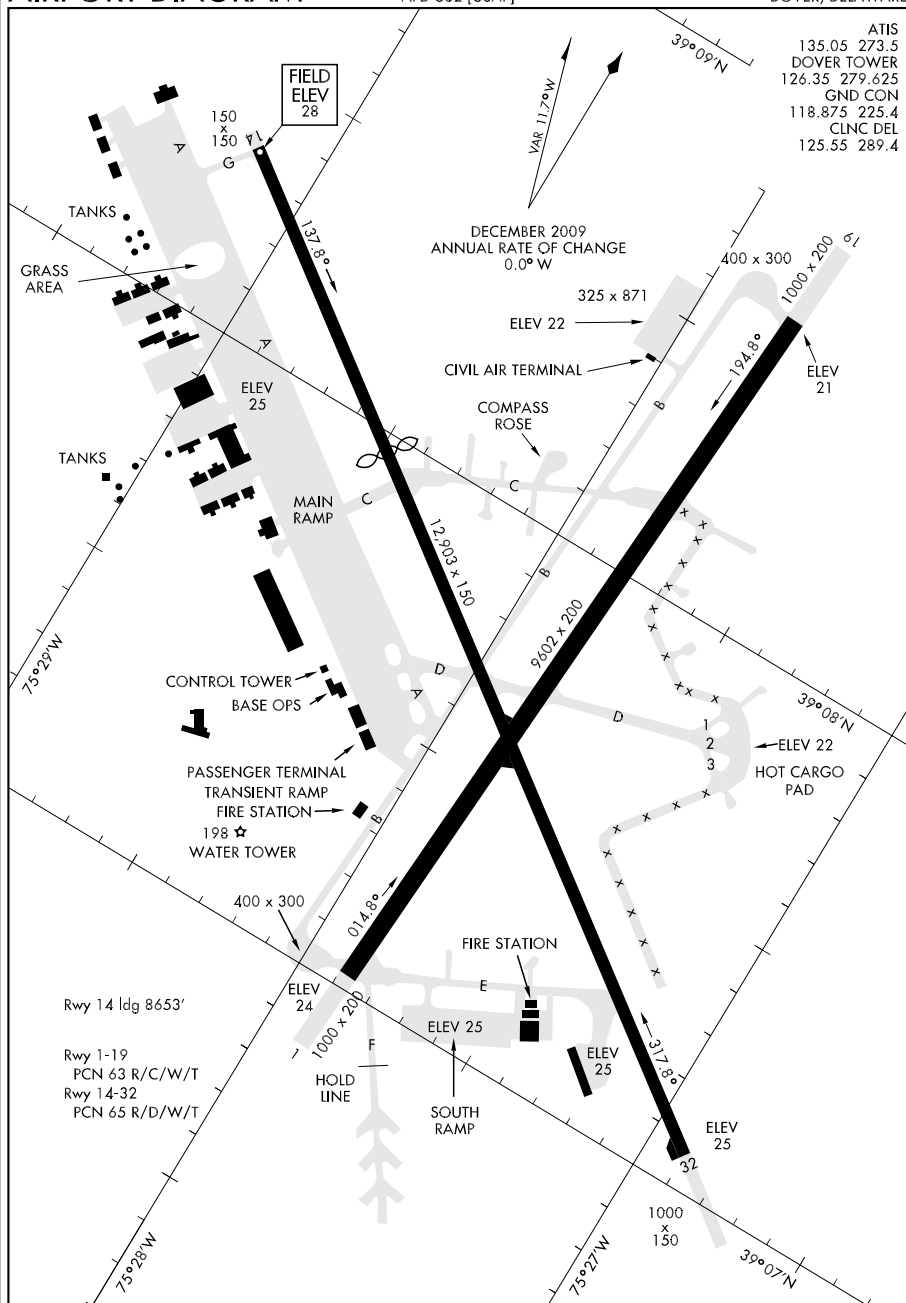 AIRPORT DIAGRAM
DOVER, DELAWARE
ATIS
135.05 273.5
DOVER TOWER
126.35 279.625
GND CON
118.875 225.4
CLNC DEL
125.55 289.4
39°09'N
VAR 11.7°W
FIELD
ELEV
28
150
x
150
14
A
G
137.8°
DECEMBER 2009
ANNUAL RATE OF CHANGE
0.0° W
TANKS
GRASS
AREA
400 x 300
1000 x 200
19
325 x 871
ELEV 22
CIVIL AIR TERMINAL
194.8°
ELEV
21
A
ELEV
25
B
COMPASS
ROSE
TANKS
MAIN
RAMP
C
C
12,903 x 150
B
9602 x 200
75°29'W
CONTROL TOWER
BASE OPS
D
A
D
39°08'N
1
2
3
ELEV 22
HOT CARGO
PAD
PASSENGER TERMINAL
TRANSIENT RAMP
FIRE STATION
198
WATER TOWER
B
400 x 300
014.8°
FIRE STATION
ELEV
24
E
Rwy 14 ldg 8653'
1000 x 200
1
ELEV 25
F
HOLD
LINE
SOUTH
RAMP
ELEV
25
317.8°
Rwy 1-19
PCN 63 R/C/W/T
Rwy 14-32
PCN 65 R/D/W/T
ELEV
25
32
1000
x
150
75°28'W
75°27'W
39°07'N